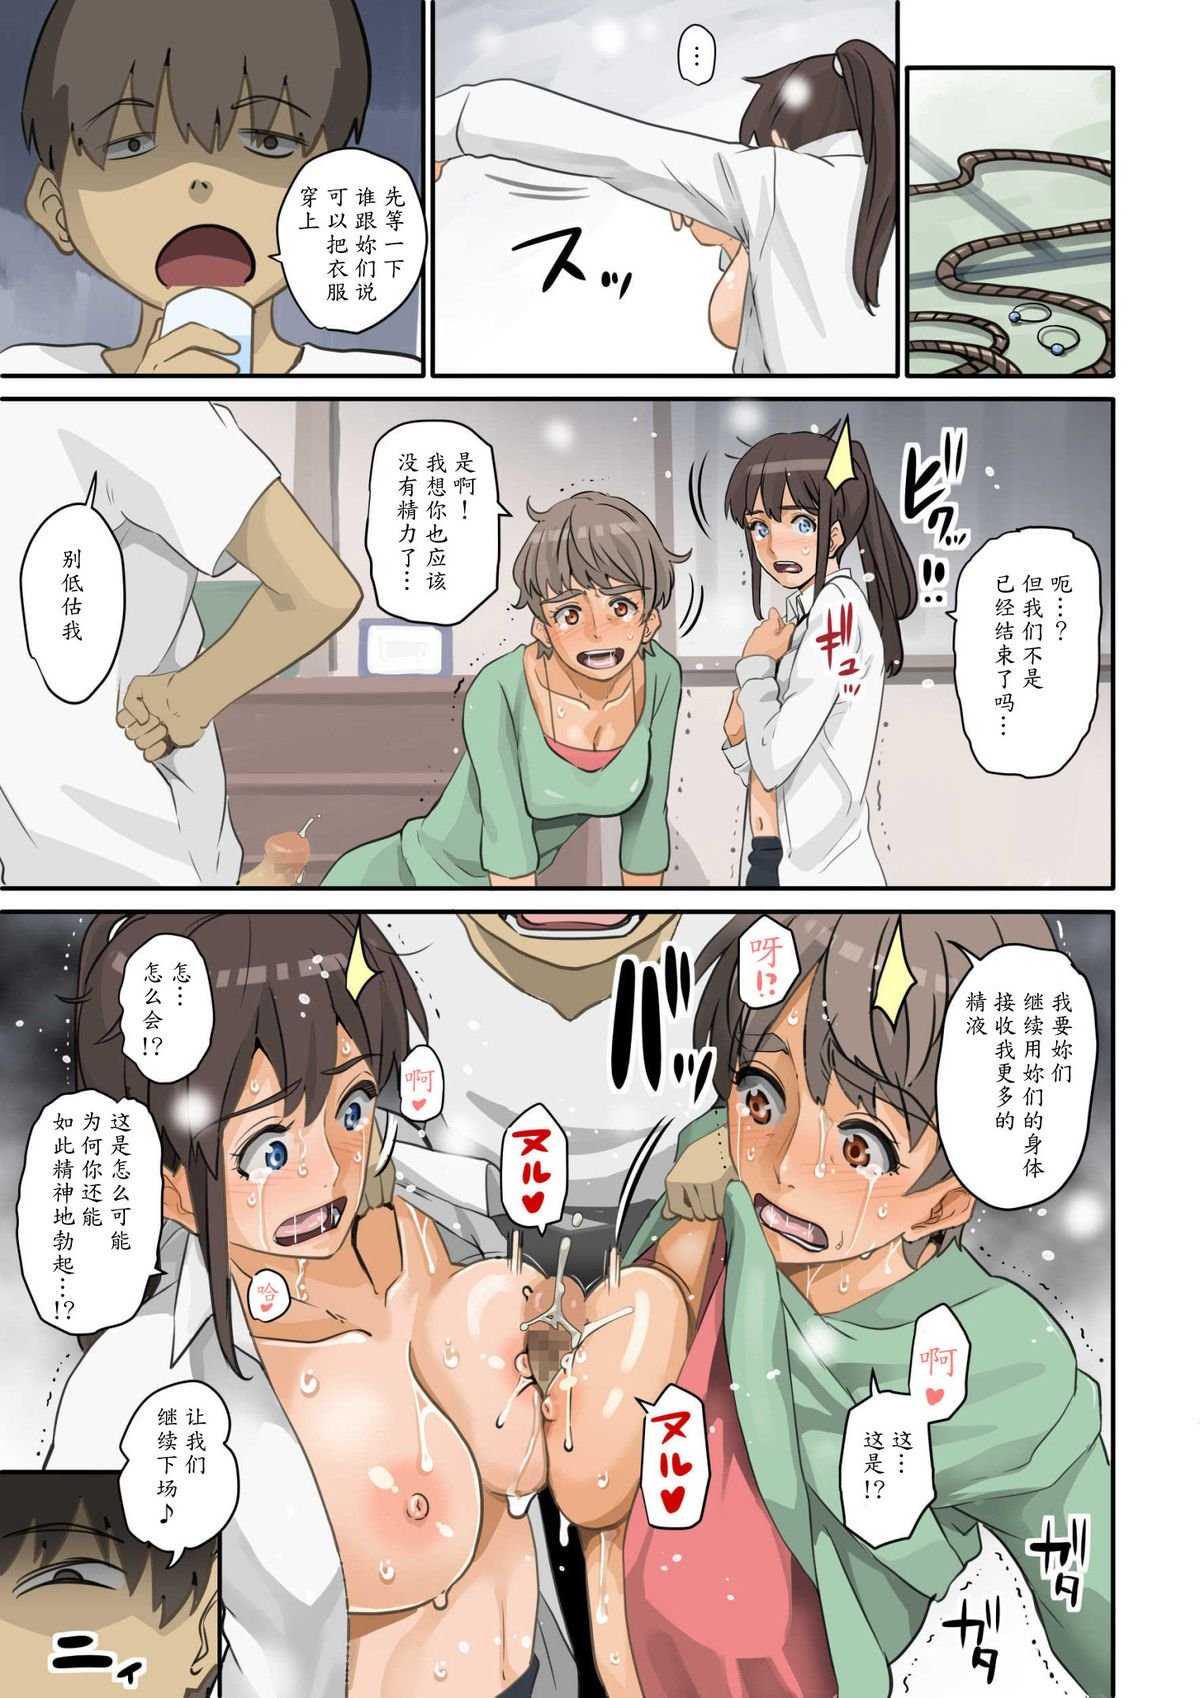 …
スッ
先等一下
谁跟妳们说
可以把衣服
穿上
呃…?
但我们不是
已经结束了吗…
ビクッ!!
ギュッ
是啊!
我想你也应该
没有精力了…
别低估我
我要妳们
继续用妳们的身体
接收我更多的
精液
呀!?
バッ
怎…
怎么会!?
啊♥
ヌル♥
这是怎么可能
为何你还能
如此精神地勃起…!?
哈♥
啊♥
这…
这是!?
ヌル♥
ガタ
ガタ
让我们
继续下场♪
ニィ